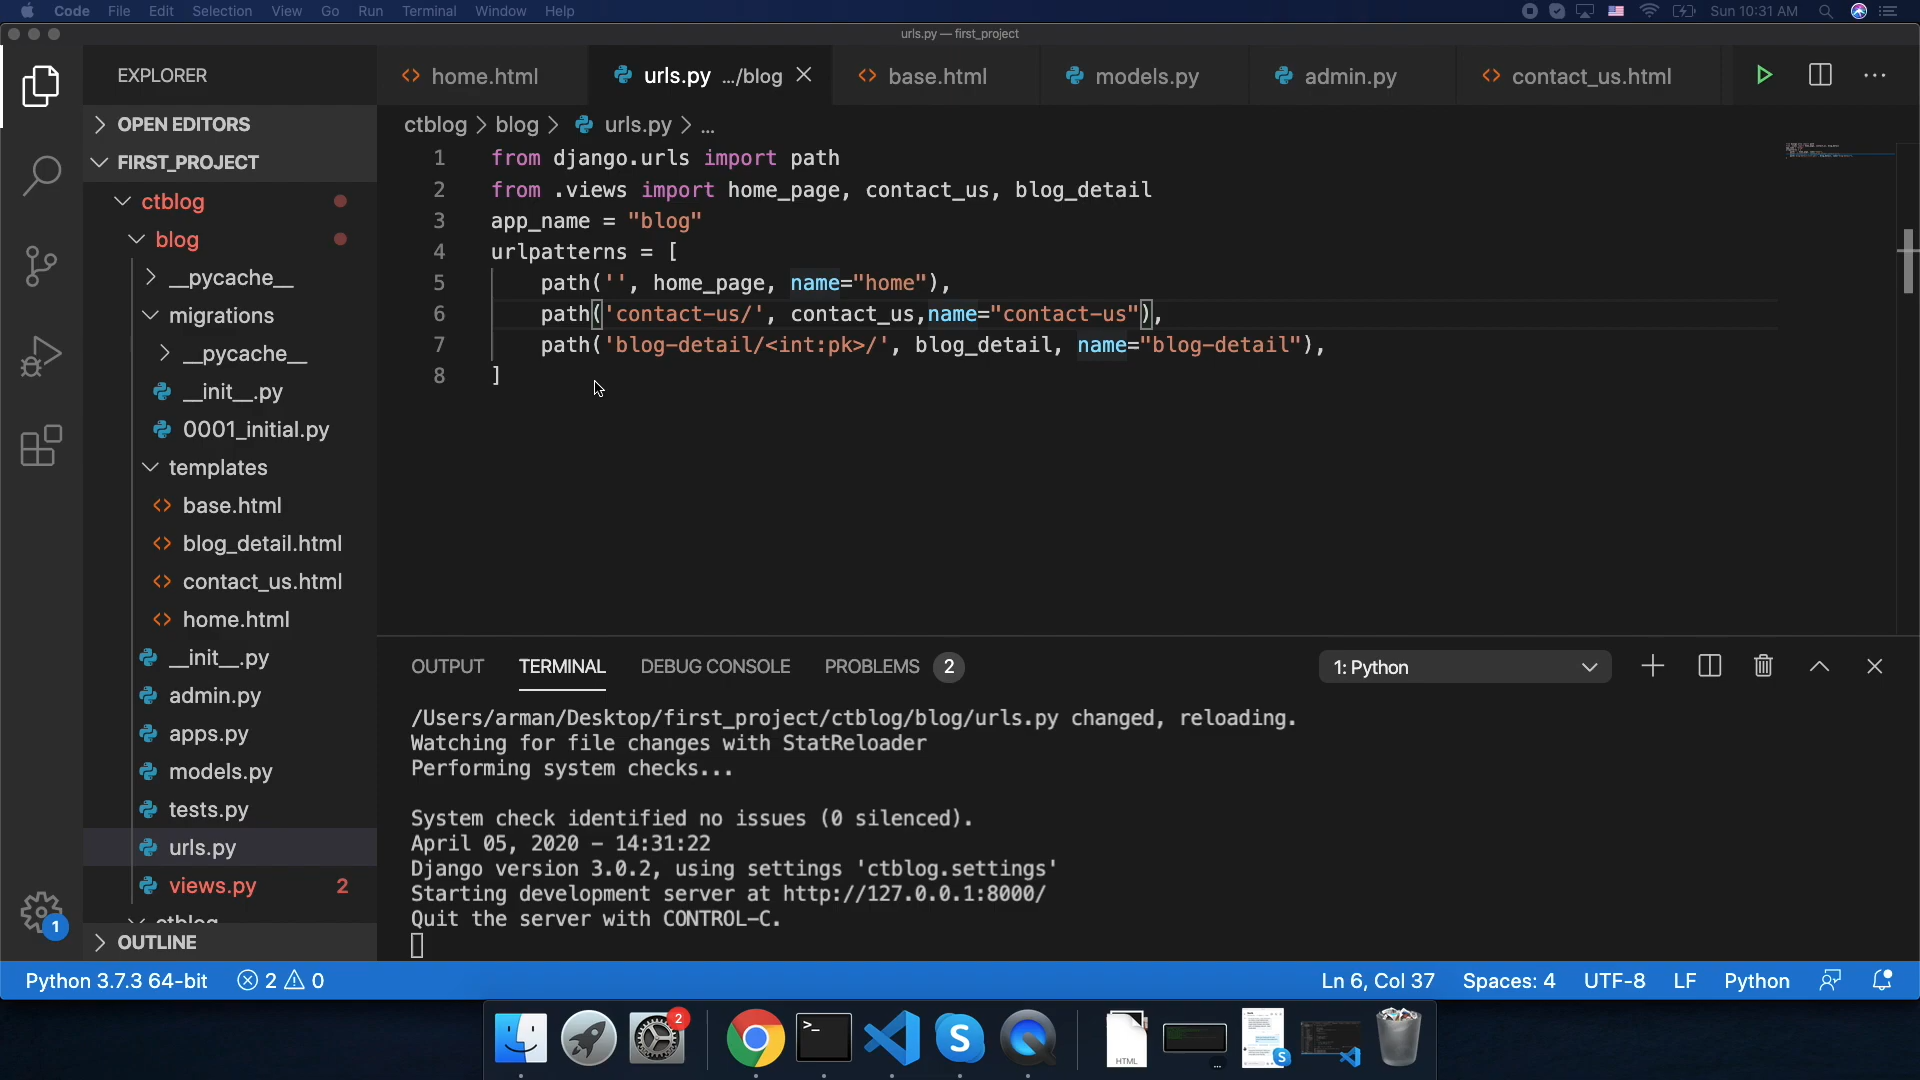 Code File Edit Selection View Go Run Terminal Window Help
Sun 10:31 AM
urls.py — first_project
EXPLORER
home.html
urls.py .../blog
base.html
models.py
admin.py
contact_us.html
OPEN EDITORS
FIRST_PROJECT
ctblog
blog
__pycache__
migrations
__pycache__
__init__.py
0001_initial.py
templates
base.html
blog_detail.html
contact_us.html
home.html
__init__.py
admin.py
apps.py
models.py
tests.py
urls.py
views.py 2
OUTLINE
ctblog > blog > urls.py > ...
1 from django.urls import path
2 from .views import home_page, contact_us, blog_detail
3 app_name = "blog"
4 urlpatterns = [
5 path('', home_page, name="home"),
6 path('contact-us/', contact_us,name="contact-us"),
7 path('blog-detail/<int:pk>/', blog_detail, name="blog-detail"),
8 ]
OUTPUT TERMINAL DEBUG CONSOLE PROBLEMS 2
1: Python
/Users/arman/Desktop/first_project/ctblog/blog/urls.py changed, reloading.
Watching for file changes with StatReloader
Performing system checks...
System check identified no issues (0 silenced).
April 05, 2020 - 14:31:22
Django version 3.0.2, using settings 'ctblog.settings'
Starting development server at http://127.0.0.1:8000/
Quit the server with CONTROL-C.
1
Python 3.7.3 64-bit 2 0
Ln 6, Col 37 Spaces: 4 UTF-8 LF Python
2
>_
S
HTML
S